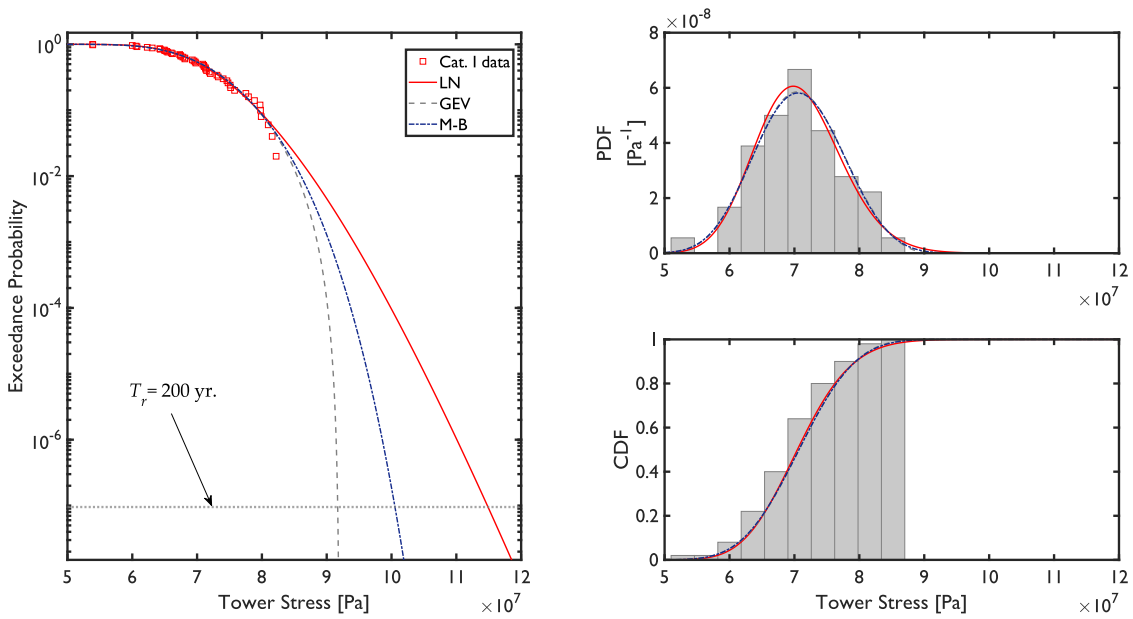 Exceedance Probability
10^0
10^-2
10^-4
10^-6
Cat. I data
LN
GEV
M-B
T_r = 200 yr.
5 6 7 8 9 10 11 12
Tower Stress [Pa]
×10^7
×10^-8
PDF
[Pa^-1]
8
6
4
2
0
5 6 7 8 9 10 11 12
×10^7
CDF
1
0.8
0.6
0.4
0.2
0
5 6 7 8 9 10 11 12
Tower Stress [Pa]
×10^7